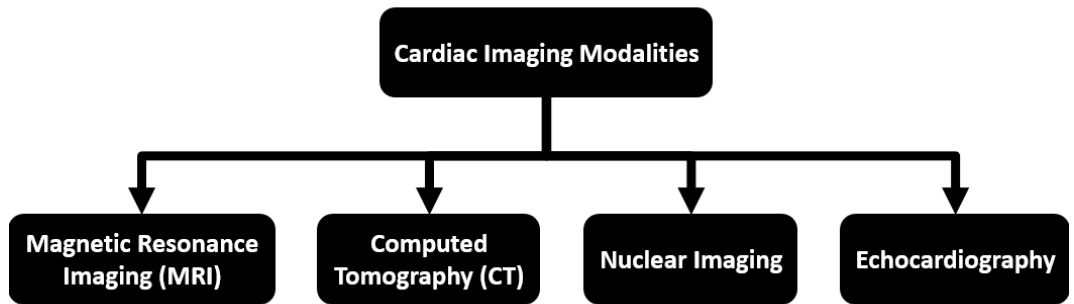 Cardiac Imaging Modalities
Magnetic Resonance
Imaging (MRI)
Computed
Tomography (CT)
Nuclear Imaging
Echocardiography